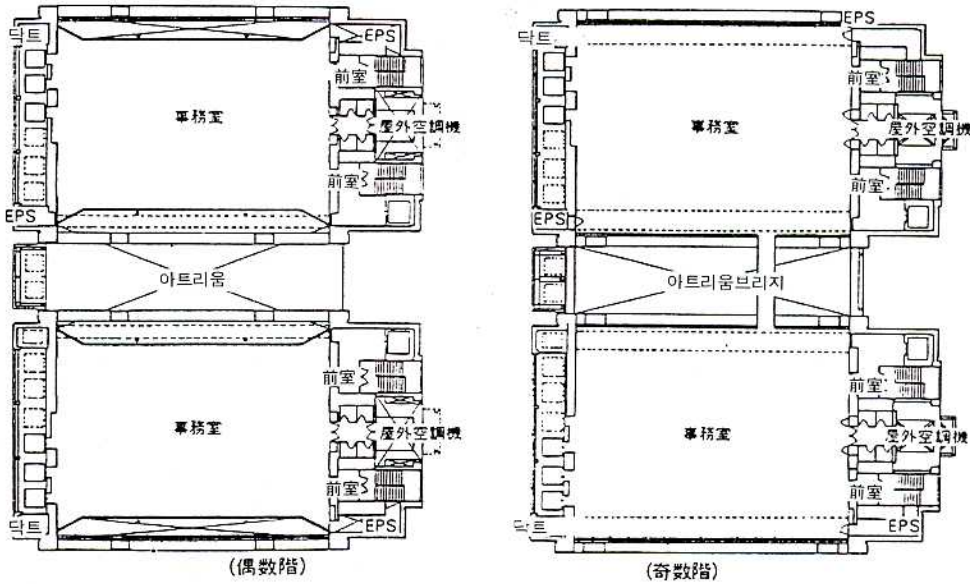 닥트
EPS
前室
事務室
屋外空調機
前室
EPS
아트리움
前室
事務室
屋外空調機
前室
닥트
EPS
(偶数階)
EPS
前室
事務室
屋外空調機
前室
EPS
아트리움브리지
前室
事務室
屋外空調機
前室
닥트
EPS
(奇数階)